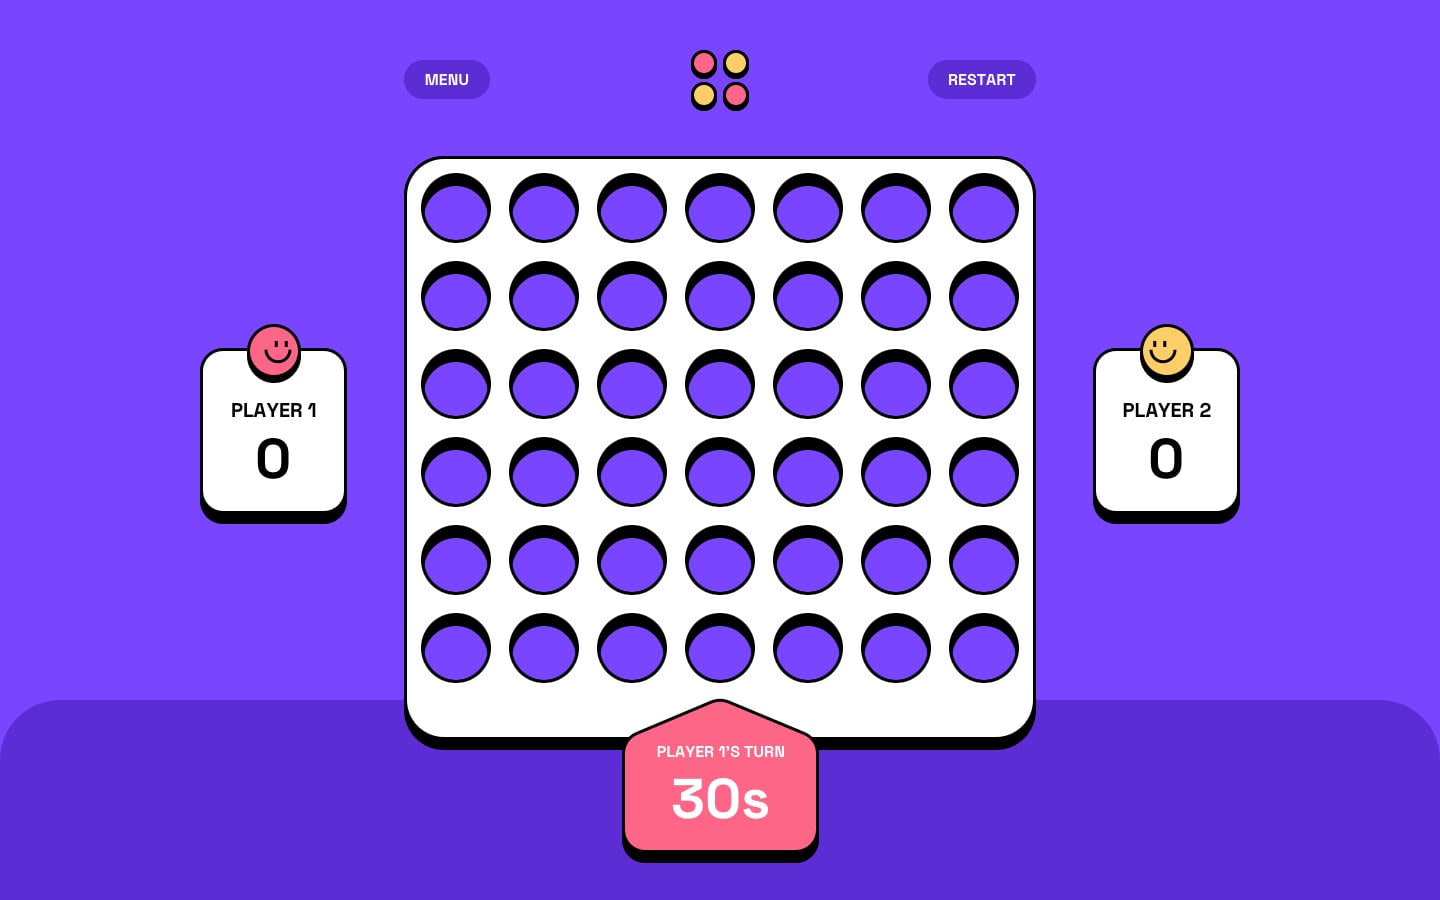 MENU
RESTART
PLAYER 1
0
PLAYER 2
0
PLAYER 1'S TURN
30s